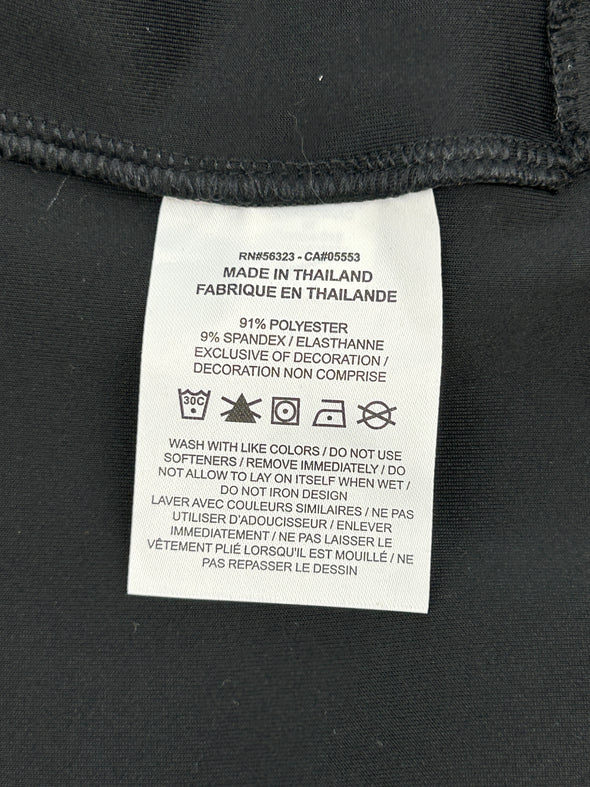 RN#56323 - CA#05553
MADE IN THAILAND
FABRIQUE EN THAILANDE
91% POLYESTER
9% SPANDEX / ELASTHANNE
EXCLUSIVE OF DECORATION /
DECORATION NON COMPRISE
30C
WASH WITH LIKE COLORS / DO NOT USE
SOFTENERS / REMOVE IMMEDIATELY / DO
NOT ALLOW TO LAY ON ITSELF WHEN WET /
DO NOT IRON DESIGN
LAVER AVEC COULEURS SIMILAIRES / NE PAS
UTILISER D'ADOUCISSEUR / ENLEVER
IMMEDIATEMENT / NE PAS LAISSER LE
VÊTEMENT PLIÉ LORSQU'IL EST MOUILLÉ / NE
PAS REPASSER LE DESSIN